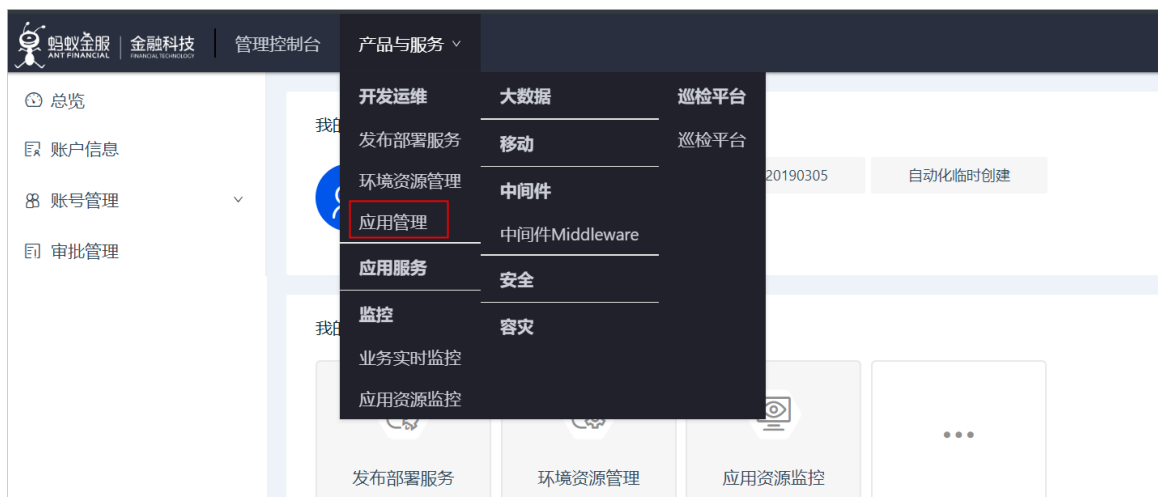 蚂蚁金服 金融科技 管理控制台 产品与服务
ANT FINANCIAL FINANCIAL TECHNOLOGY
总览
账户信息
账号管理
审批管理
开发运维
发布部署服务
环境资源管理
应用管理
应用服务
监控
业务实时监控
应用资源监控
大数据
移动
中间件
中间件Middleware
安全
容灾
巡检平台
巡检平台
我的
20190305 自动化临时创建
我的
发布部署服务 环境资源管理 应用资源监控